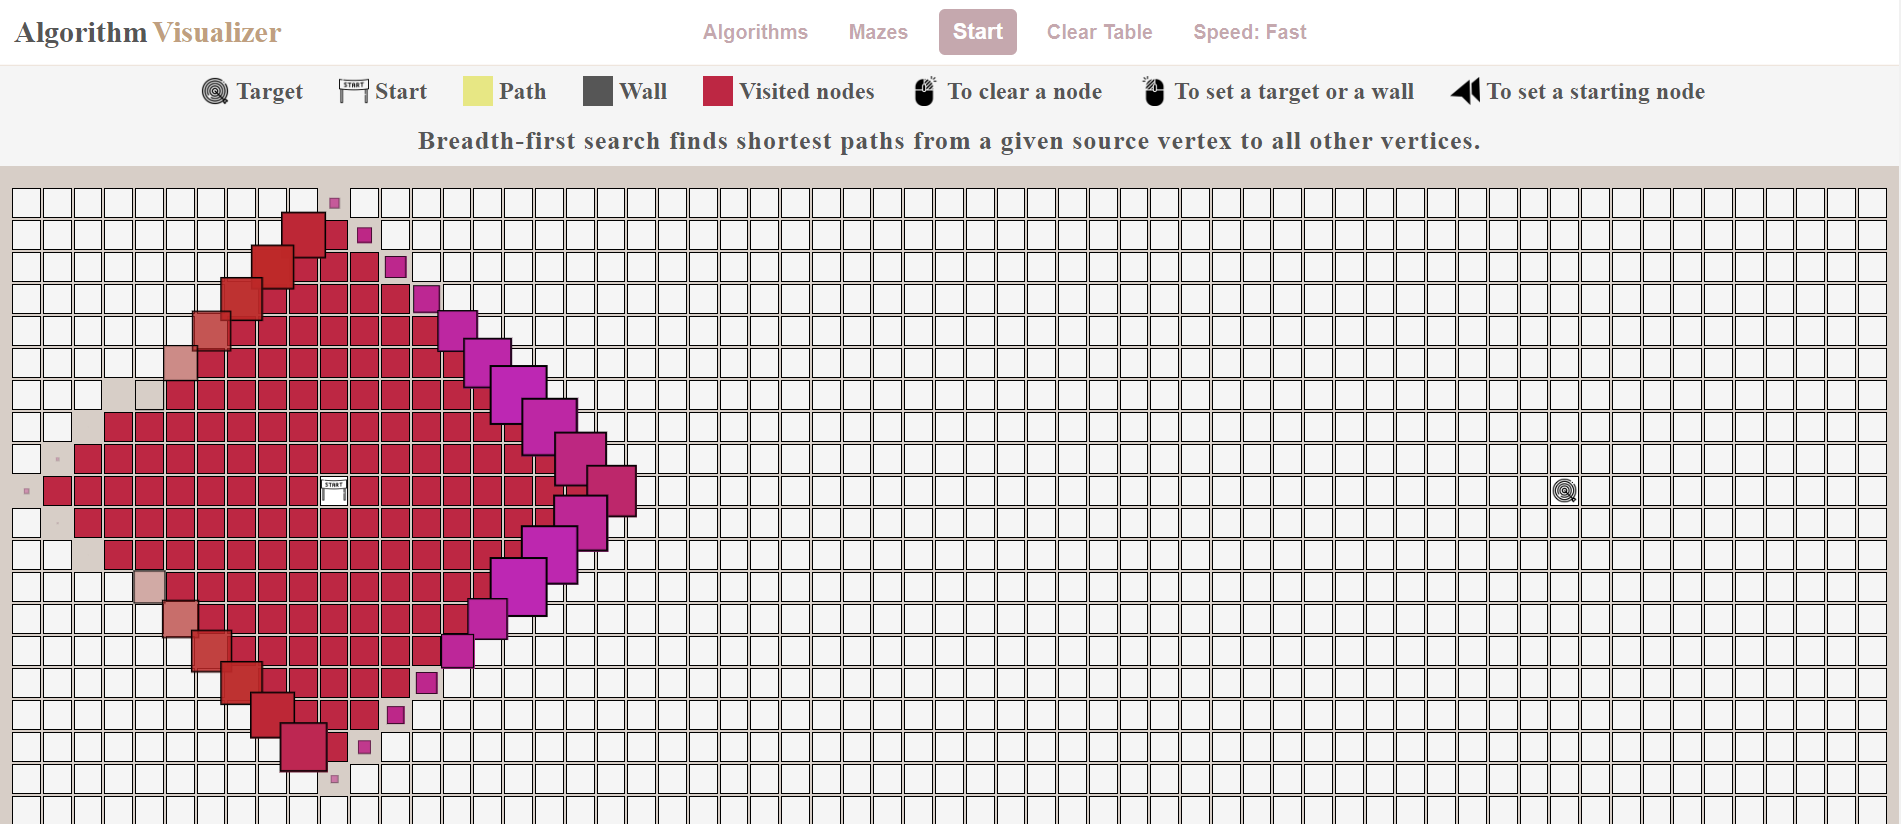 Algorithm Visualizer Algorithms Mazes Start Clear Table Speed: Fast
Target START Start Path Wall Visited nodes To clear a node To set a target or a wall To set a starting node
Breadth-first search finds shortest paths from a given source vertex to all other vertices.
START